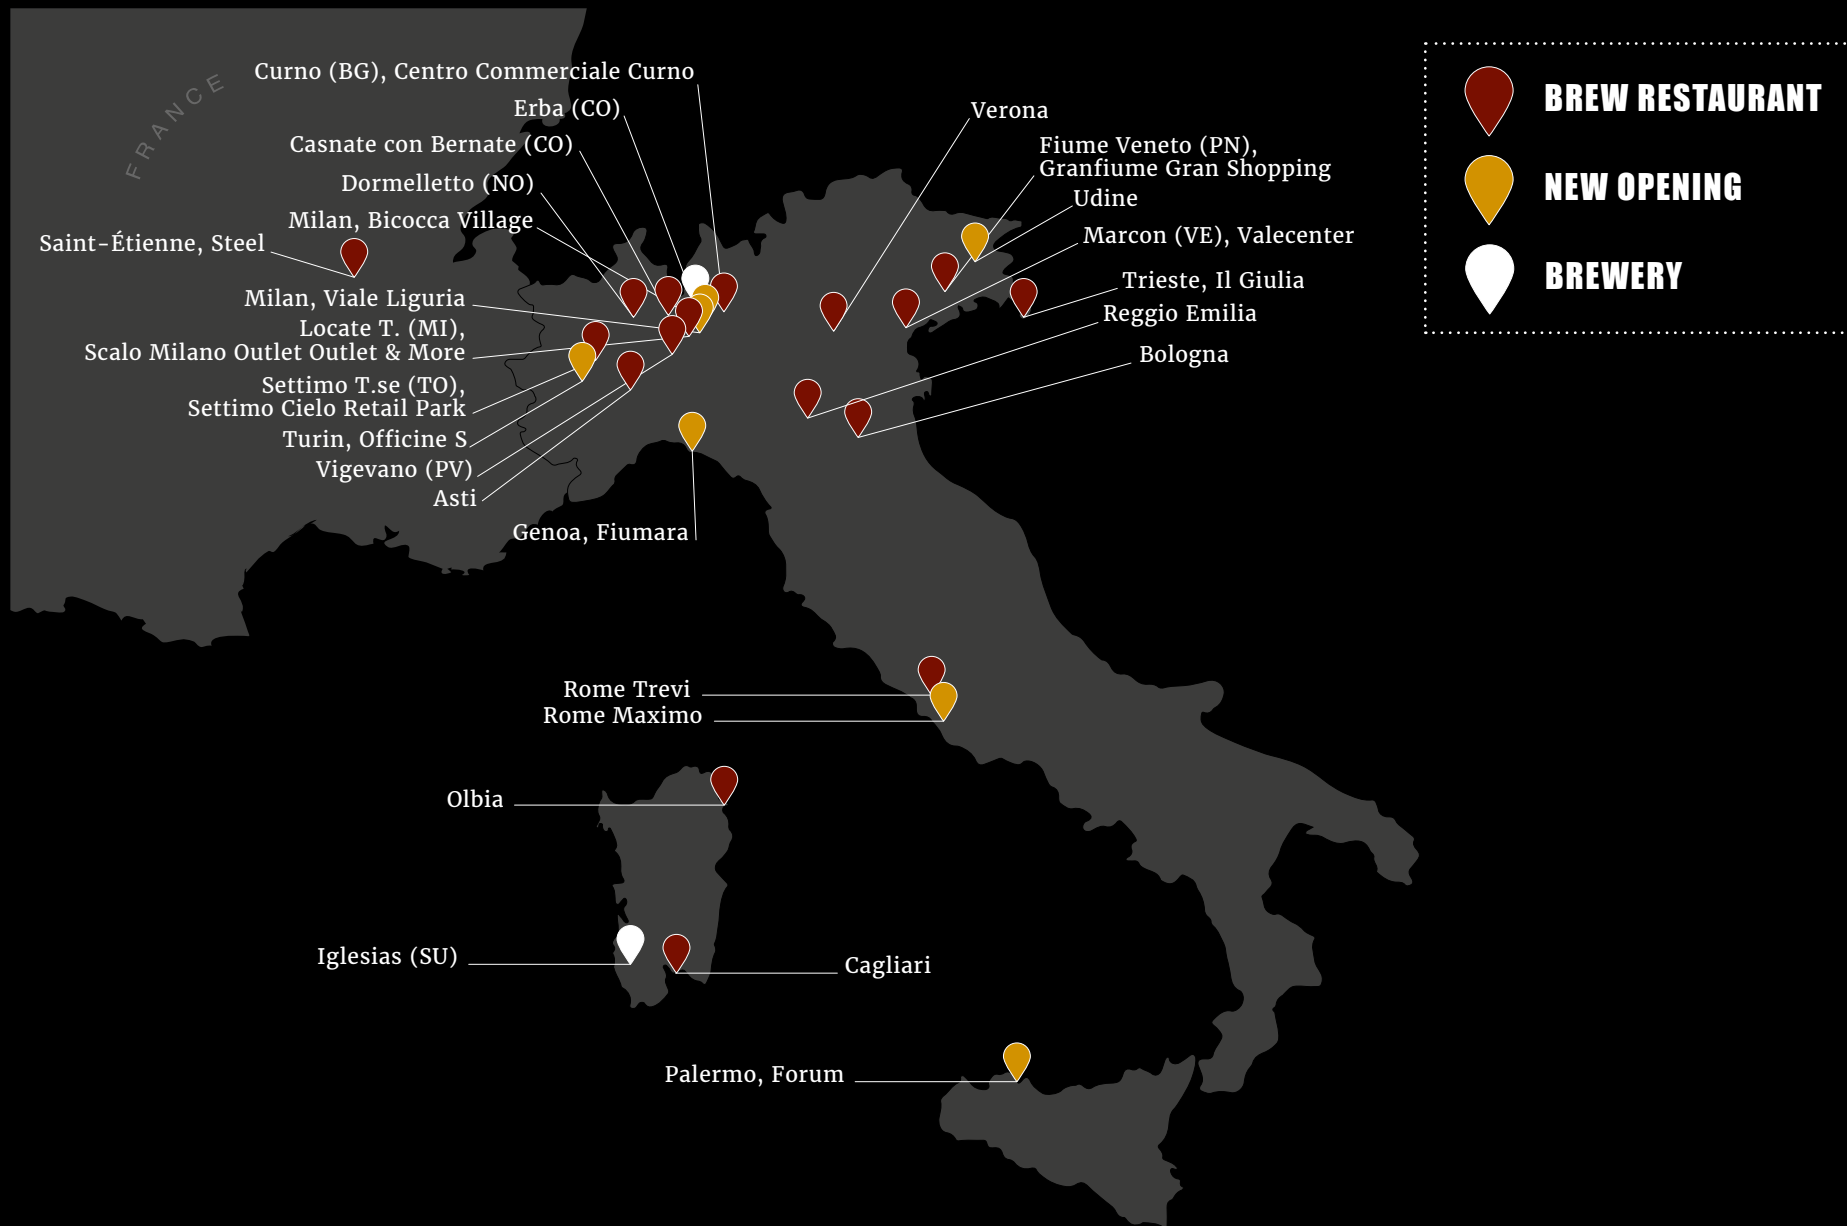 FRANCE
Curno (BG), Centro Commerciale Curno
Erba (CO)
Casnate con Bernate (CO)
Dormelletto (NO)
Milan, Bicocca Village
Saint-Étienne, Steel
Milan, Viale Liguria
Locate T. (MI),
Scalo Milano Outlet Outlet & More
Settimo T.se (TO),
Settimo Cielo Retail Park
Turin, Officine S
Vigevano (PV)
Asti
Genoa, Fiumara
Verona
Fiume Veneto (PN),
Granfiume Gran Shopping
Udine
Marcon (VE), Valecenter
Trieste, Il Giulia
Reggio Emilia
Bologna
Rome Trevi
Rome Maximo
Olbia
Iglesias (SU)
Cagliari
Palermo, Forum
BREW RESTAURANT
NEW OPENING
BREWERY